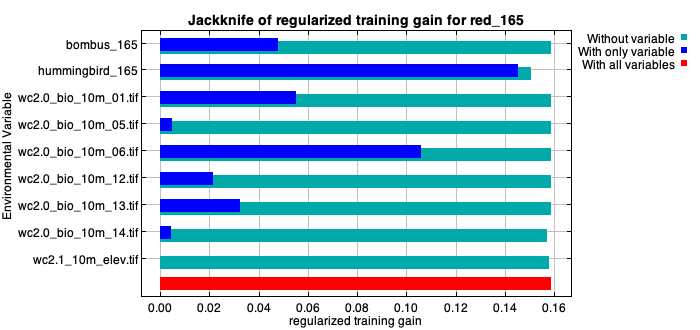 Jackknife of regularized training gain for red_165
Without variable
With only variable
With all variables
Environmental Variable
bombus_165
hummingbird_165
wc2.0_bio_10m_01.tif
wc2.0_bio_10m_05.tif
wc2.0_bio_10m_06.tif
wc2.0_bio_10m_12.tif
wc2.0_bio_10m_13.tif
wc2.0_bio_10m_14.tif
wc2.1_10m_elev.tif
0.00 0.02 0.04 0.06 0.08 0.10 0.12 0.14 0.16
regularized training gain